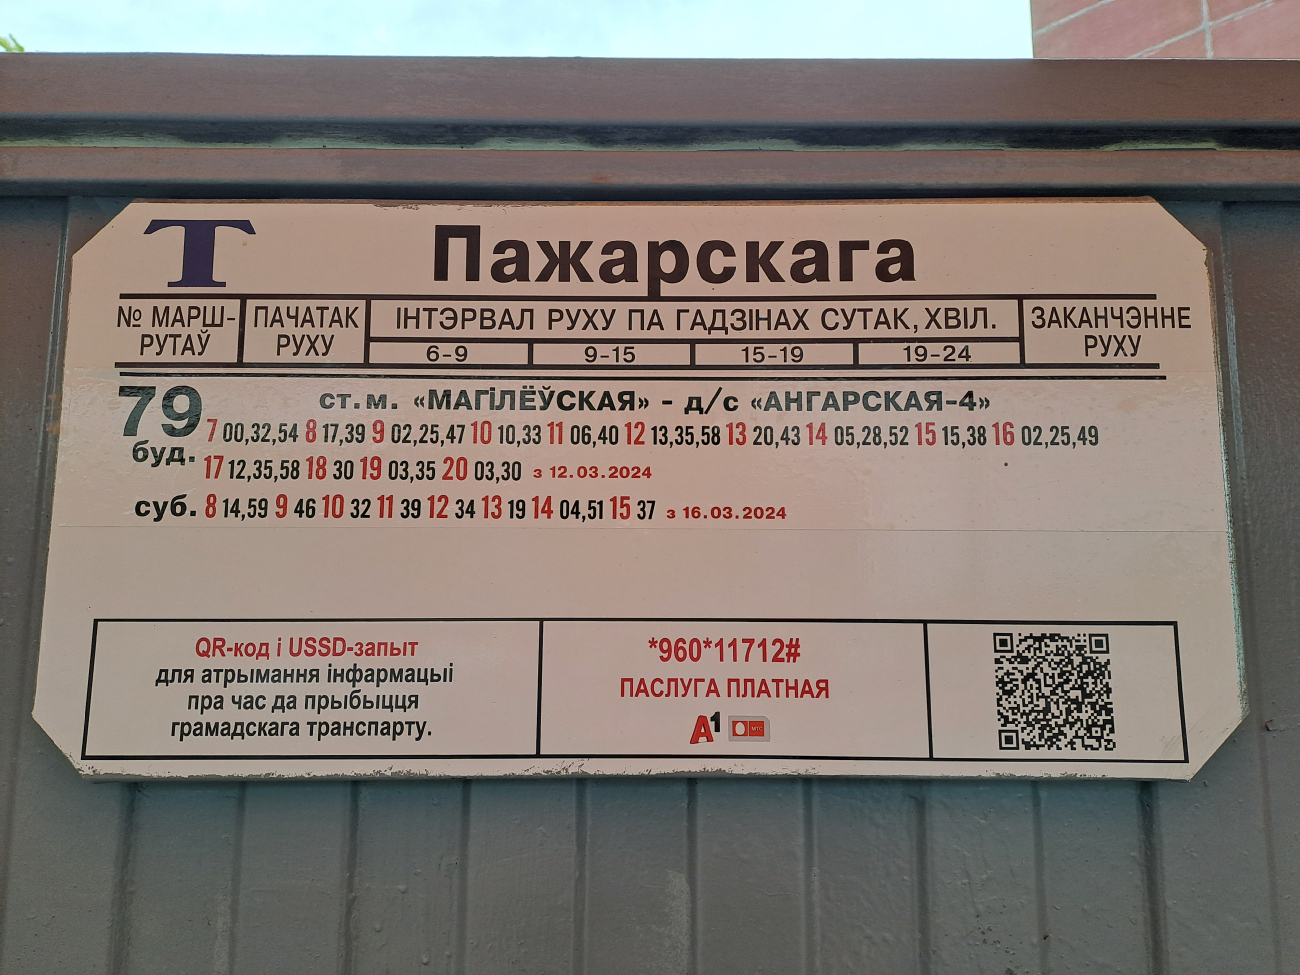 Т Пажарскага
№ МАРШ-РУТАЎ
ПАЧАТАК РУХУ
ІНТЭРВАЛ РУХУ ПА ГАДЗІНАХ СУТАК, ХВІЛ.
6-9 9-15 15-19 19-24
ЗАКАНЧЭННЕ РУХУ
79 ст.м. «МАГіЛЁЎСКАЯ» - д/с «АНГАРСКАЯ-4»
буд. 7 00,32,54 8 17,39 9 02,25,47 10 10,33 11 06,40 12 13,35,58 13 20,43 14 05,28,52 15 15,38 16 02,25,49
17 12,35,58 18 30 19 03,35 20 03,30 з 12.03.2024
суб. 8 14,59 9 46 10 32 11 39 12 34 13 19 14 04,51 15 37 з 16.03.2024
QR-код і USSD-запыт
для атрымання інфармацыі
пра час да прыбыцця
грамадскага транспарту.
*960*11712#
ПАСЛУГА ПЛАТНАЯ
A1 МТС